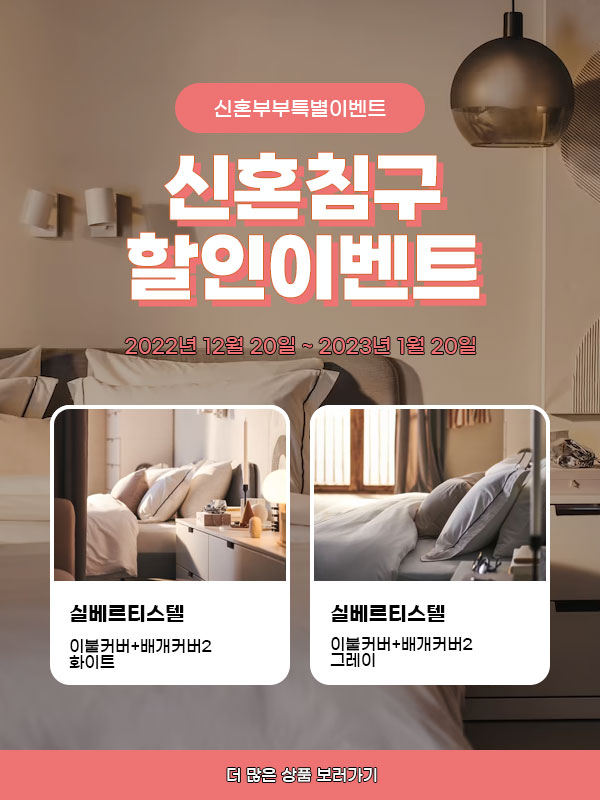 신혼부부특별이벤트
신혼침구
할인이벤트
2022년 12월 20일 ~ 2023년 1월 20일
실베르티스텔
이불커버+배개커버2
화이트
실베르티스텔
이불커버+배개커버2
그레이
더 많은 상품 보러가기